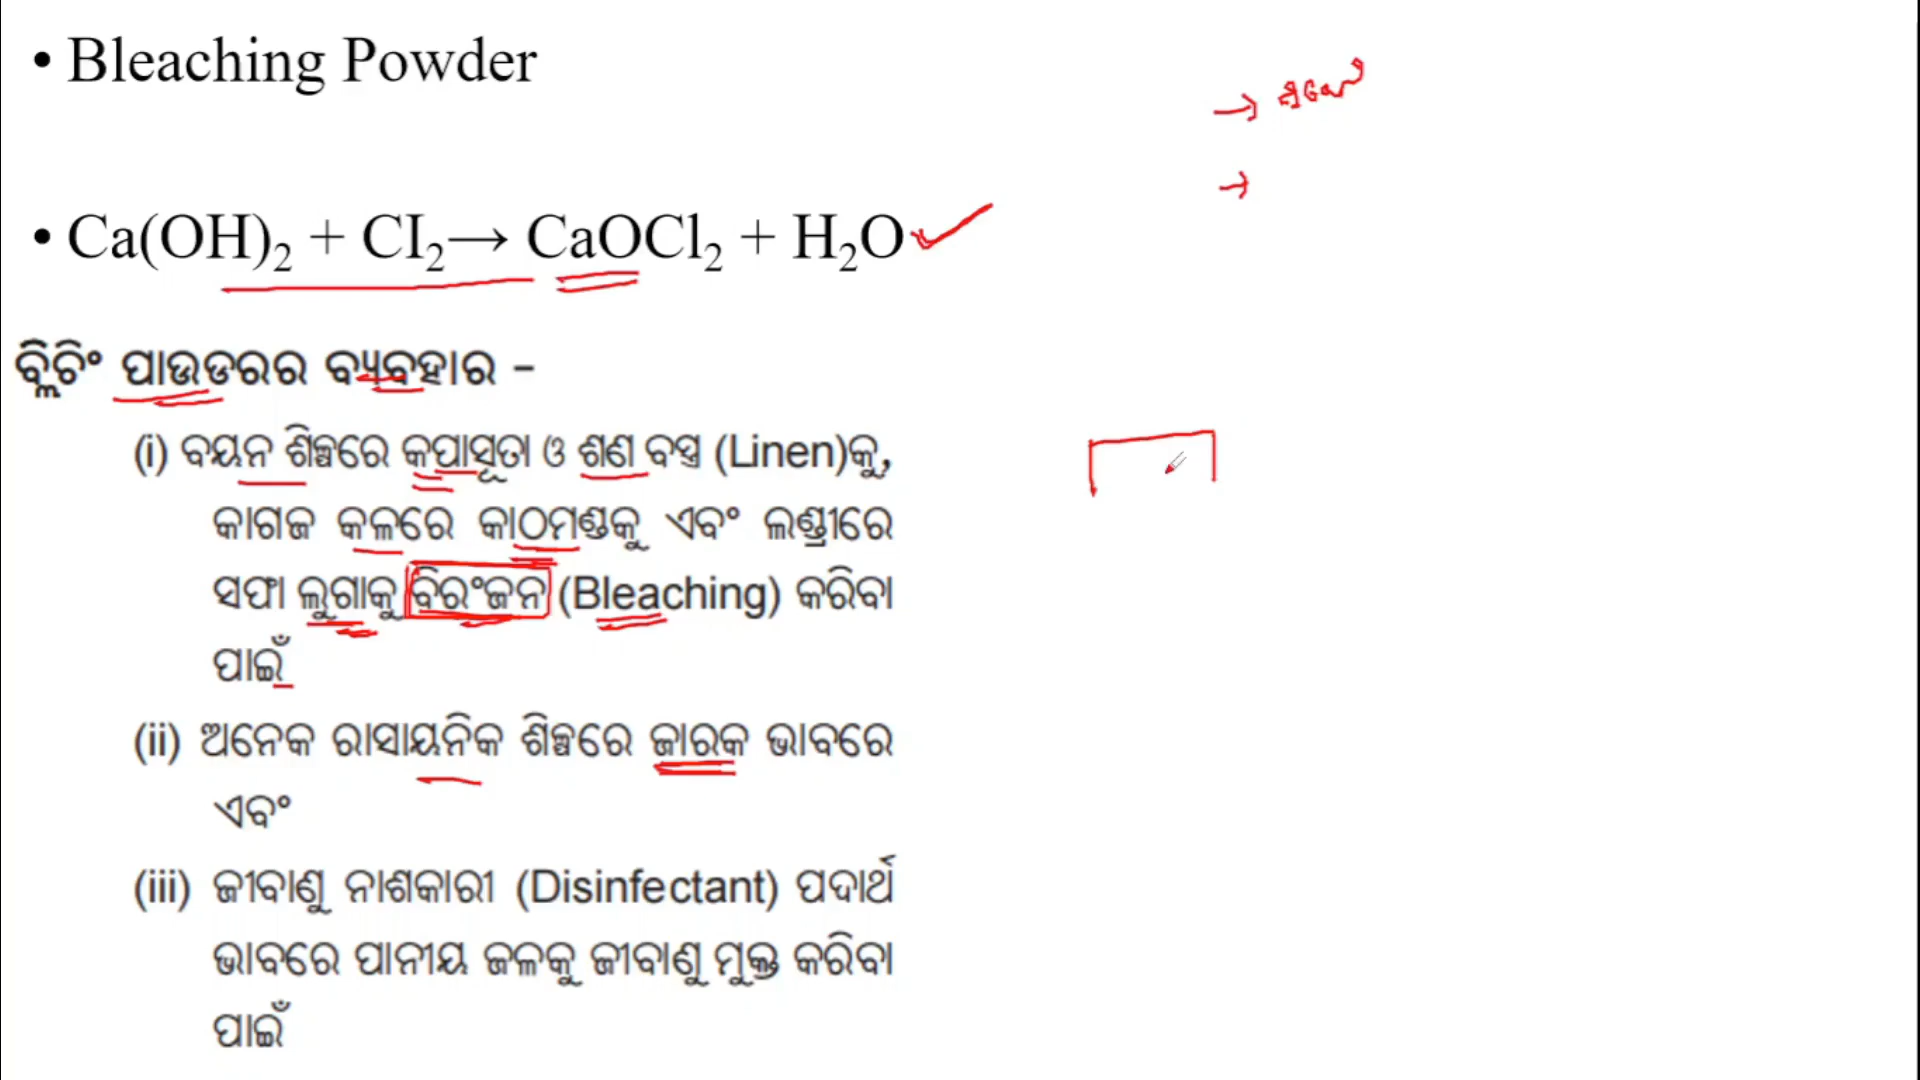 • Bleaching Powder
• Ca(OH)₂ + CI₂→ CaOCl₂ + H₂O
ବ୍ଲିଚିଂ ପାଉଡରର ବ୍ୟବହାର –
(i) ବୟନ ଶିଳ୍ପରେ କପାସୂତା ଓ ଶଣ ବସ୍ତ୍ର (Linen)କୁ,
କାଗଜ କଳରେ କାଠମଣ୍ଡକୁ ଏବଂ ଲଣ୍ଡ୍ରୀରେ
ସଫା ଲୁଗାକୁ ବିରଂଜନ (Bleaching) କରିବା
ପାଇଁ
(ii) ଅନେକ ରାସାୟନିକ ଶିଳ୍ପରେ ଜାରକ ଭାବରେ
ଏବଂ
(iii) ଜୀବାଣୁ ନାଶକାରୀ (Disinfectant) ପଦାର୍ଥ
ଭାବରେ ପାନୀୟ ଜଳକୁ ଜୀବାଣୁ ମୁକ୍ତ କରିବା
ପାଇଁ